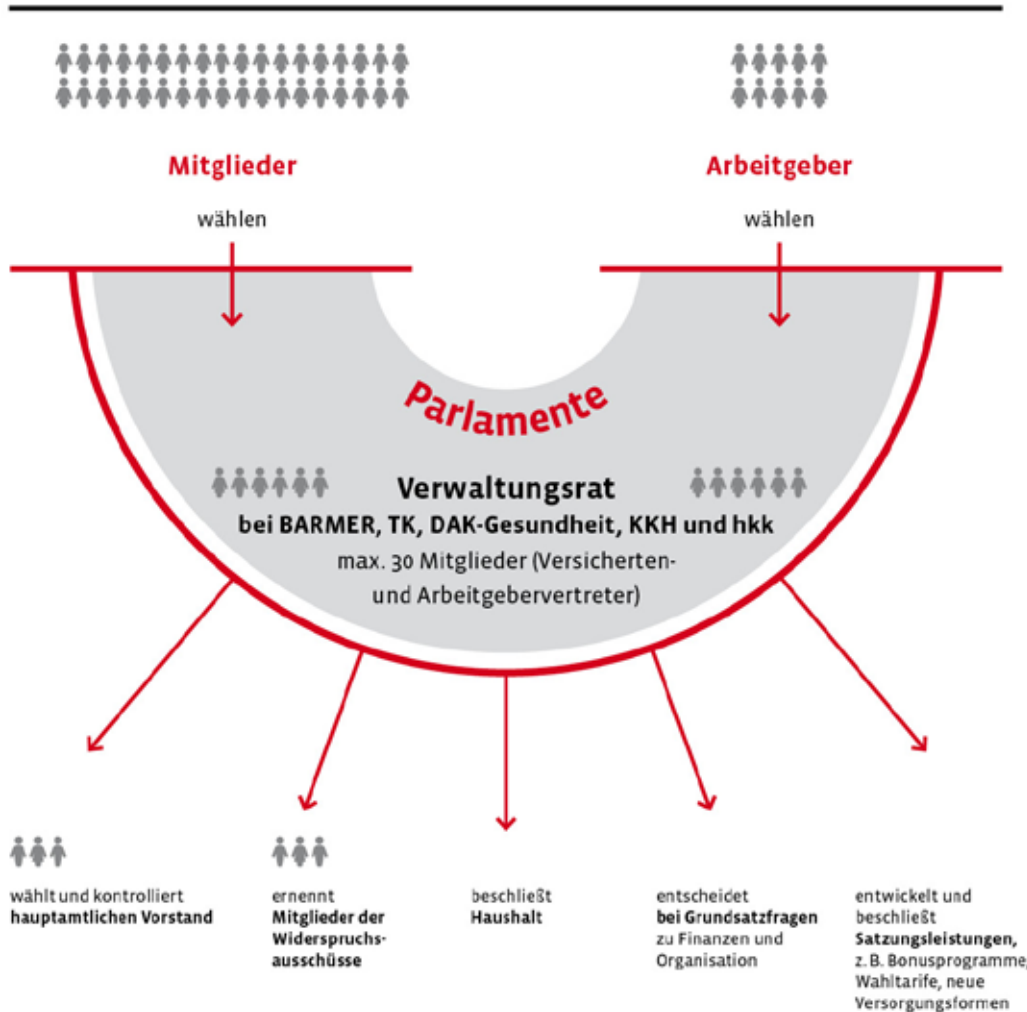 Mitglieder
wählen
Arbeitgeber
wählen
Parlamente
Verwaltungsrat
bei BARMER, TK, DAK-Gesundheit, KKH und hkk
max. 30 Mitglieder (Versicherten-
und Arbeitgebervertreter)
wählt und kontrolliert
hauptamtlichen Vorstand
ernennt
Mitglieder der
Widerspruchs-
ausschüsse
beschließt
Haushalt
entscheidet
bei Grundsatzfragen
zu Finanzen und
Organisation
entwickelt und
beschließt
Satzungsleistungen,
z. B. Bonusprogramme,
Wahltarife, neue
Versorgungsformen